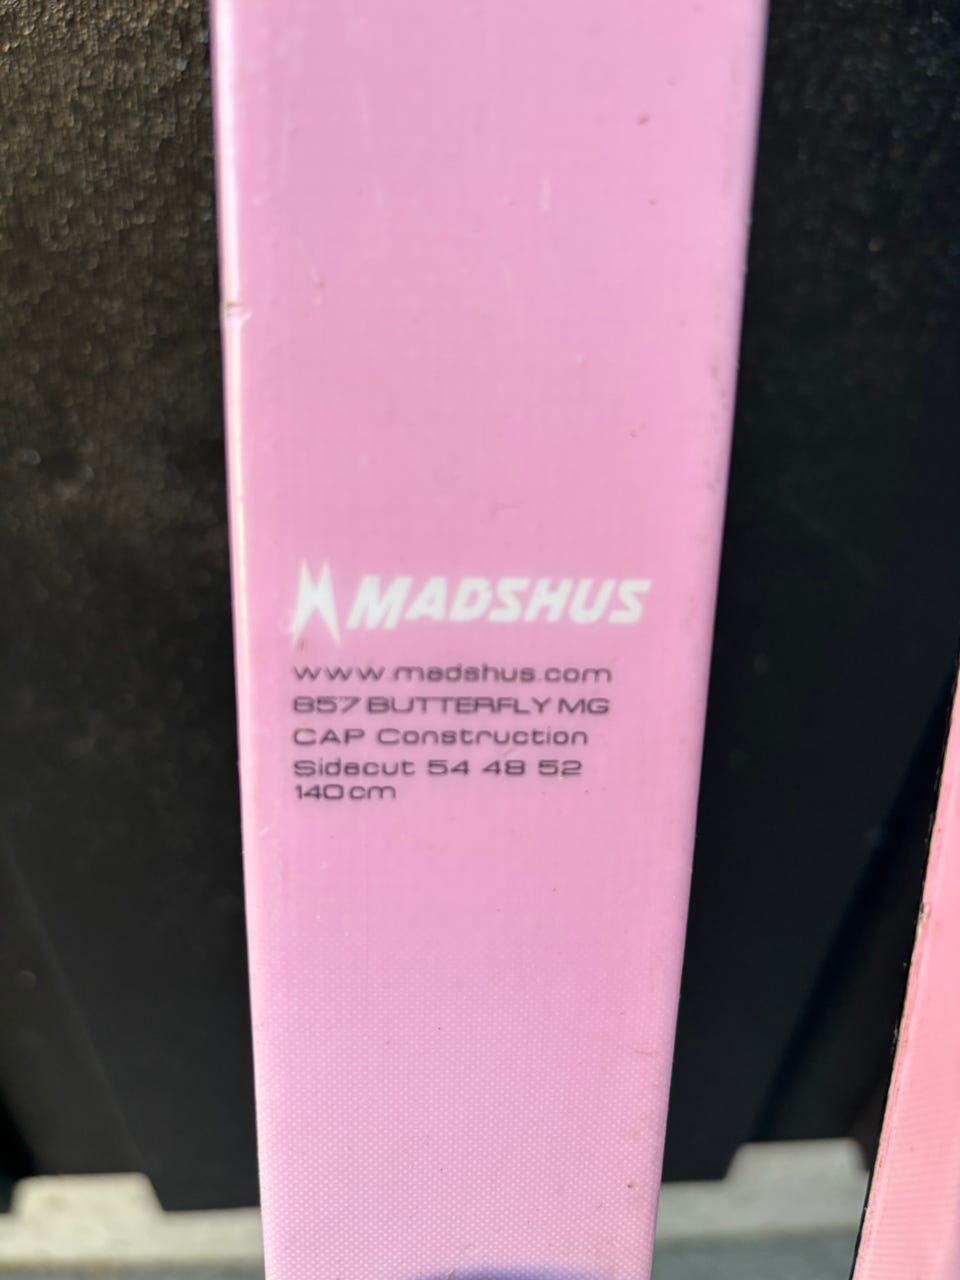 MADSHUS
www.madshus.com
857 BUTTERFLY MG
CAP Construction
Sidecut 54 48 52
140cm